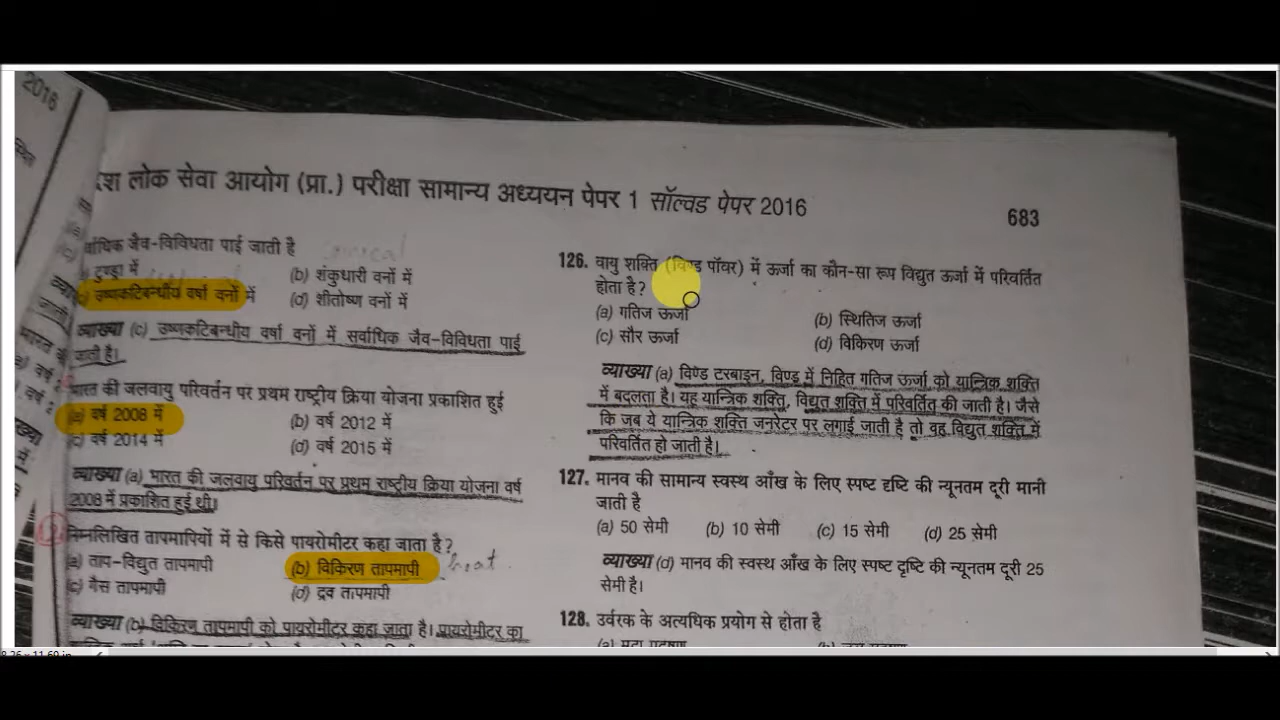 2016
लोक सेवा आयोग (प्रा.) परीक्षा सामान्य अध्ययन पेपर 1 सॉल्वड पेपर 2016
683
जैव-विविधता पाई जाती है
टुण्ड्रा में
(b) शंकुधारी वनों में
उष्णकटिबन्धीय वर्षा वनों में
(d) शीतोष्ण वनों में
व्याख्या (c) उष्णकटिबन्धीय वर्षा वनों में सर्वाधिक जैव-विविधता पाई
जाती है।
भारत की जलवायु परिवर्तन पर प्रथम राष्ट्रीय क्रिया योजना प्रकाशित हुई
(a) वर्ष 2008 में
(b) वर्ष 2012 में
(c) वर्ष 2014 में
(d) वर्ष 2015 में
व्याख्या (a) भारत की जलवायु परिवर्तन पर प्रथम राष्ट्रीय क्रिया योजना वर्ष
2008 में प्रकाशित हुई थी।
निम्नलिखित तापमापियों में से किसे पायरोमीटर कहा जाता है?
(a) ताप-विद्युत तापमापी
(b) विकिरण तापमापी
heat
(c) गैस तापमापी
(d) द्रव तापमापी
व्याख्या (b) विकिरण तापमापी को पायरोमीटर कहा जाता है। पायरोमीटर का
126. वायु शक्ति (विण्ड पॉवर) में ऊर्जा का कौन-सा रूप विद्युत ऊर्जा में परिवर्तित
होता है?
(a) गतिज ऊर्जा
(b) स्थितिज ऊर्जा
(c) सौर ऊर्जा
(d) विकिरण ऊर्जा
व्याख्या (a) विण्ड टरबाइन, विण्ड में निहित गतिज ऊर्जा को यान्त्रिक शक्ति
में बदलता है। यह यान्त्रिक शक्ति, विद्युत शक्ति में परिवर्तित की जाती है। जैसे
कि जब ये यान्त्रिक शक्ति जनरेटर पर लगाई जाती है तो वह विद्युत शक्ति में
परिवर्तित हो जाती है।
127. मानव की सामान्य स्वस्थ आँख के लिए स्पष्ट दृष्टि की न्यूनतम दूरी मानी
जाती है
(a) 50 सेमी (b) 10 सेमी (c) 15 सेमी (d) 25 सेमी
व्याख्या (d) मानव की स्वस्थ आँख के लिए स्पष्ट दृष्टि की न्यूनतम दूरी 25
सेमी है।
128. उर्वरक के अत्यधिक प्रयोग से होता है
8.26 x 11.69 in